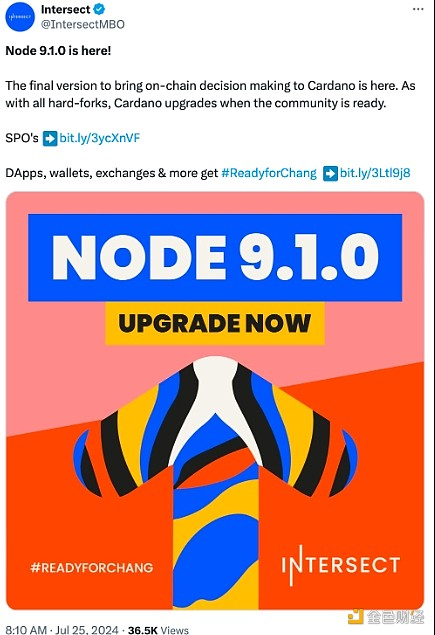 Intersect
@IntersectMBO
Node 9.1.0 is here!
The final version to bring on-chain decision making to Cardano is here. As
with all hard-forks, Cardano upgrades when the community is ready.
SPO's ➡️ bit.ly/3ycXnVF
DApps, wallets, exchanges & more get #ReadyforChang ➡️ bit.ly/3Ltl9j8
NODE 9.1.0
UPGRADE NOW
#READYFORCHANG
INTERSECT
金色财经
8:10 AM · Jul 25, 2024 · 36.5K Views